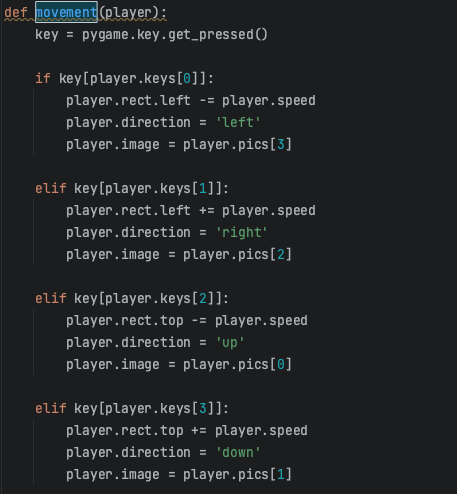 def movement(player):
    key = pygame.key.get_pressed()

    if key[player.keys[0]]:
        player.rect.left -= player.speed
        player.direction = 'left'
        player.image = player.pics[3]

    elif key[player.keys[1]]:
        player.rect.left += player.speed
        player.direction = 'right'
        player.image = player.pics[2]

    elif key[player.keys[2]]:
        player.rect.top -= player.speed
        player.direction = 'up'
        player.image = player.pics[0]

    elif key[player.keys[3]]:
        player.rect.top += player.speed
        player.direction = 'down'
        player.image = player.pics[1]